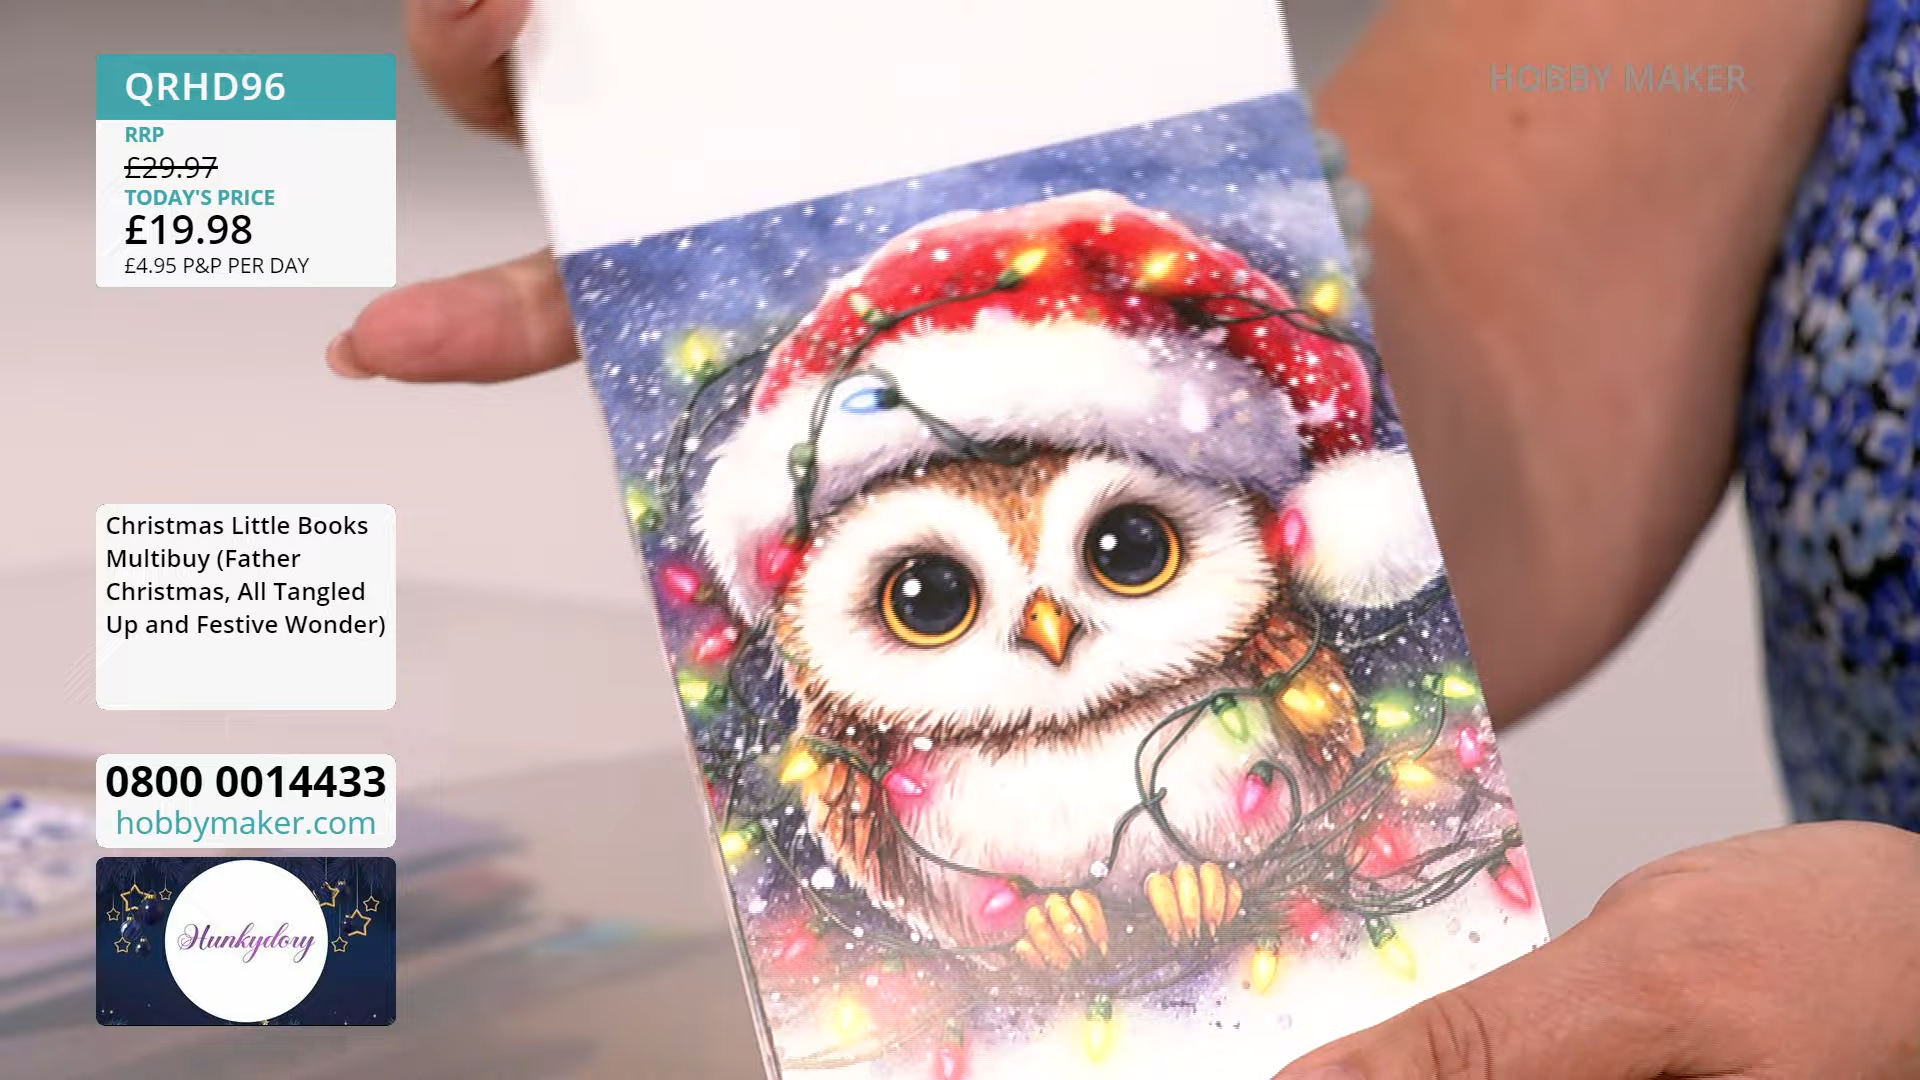 QRHD96
RRP
£29.97
TODAY'S PRICE
£19.98
£4.95 P&P PER DAY
HOBBY MAKER
Christmas Little Books
Multibuy (Father
Christmas, All Tangled
Up and Festive Wonder)
0800 0014433
hobbymaker.com
Hunkydory